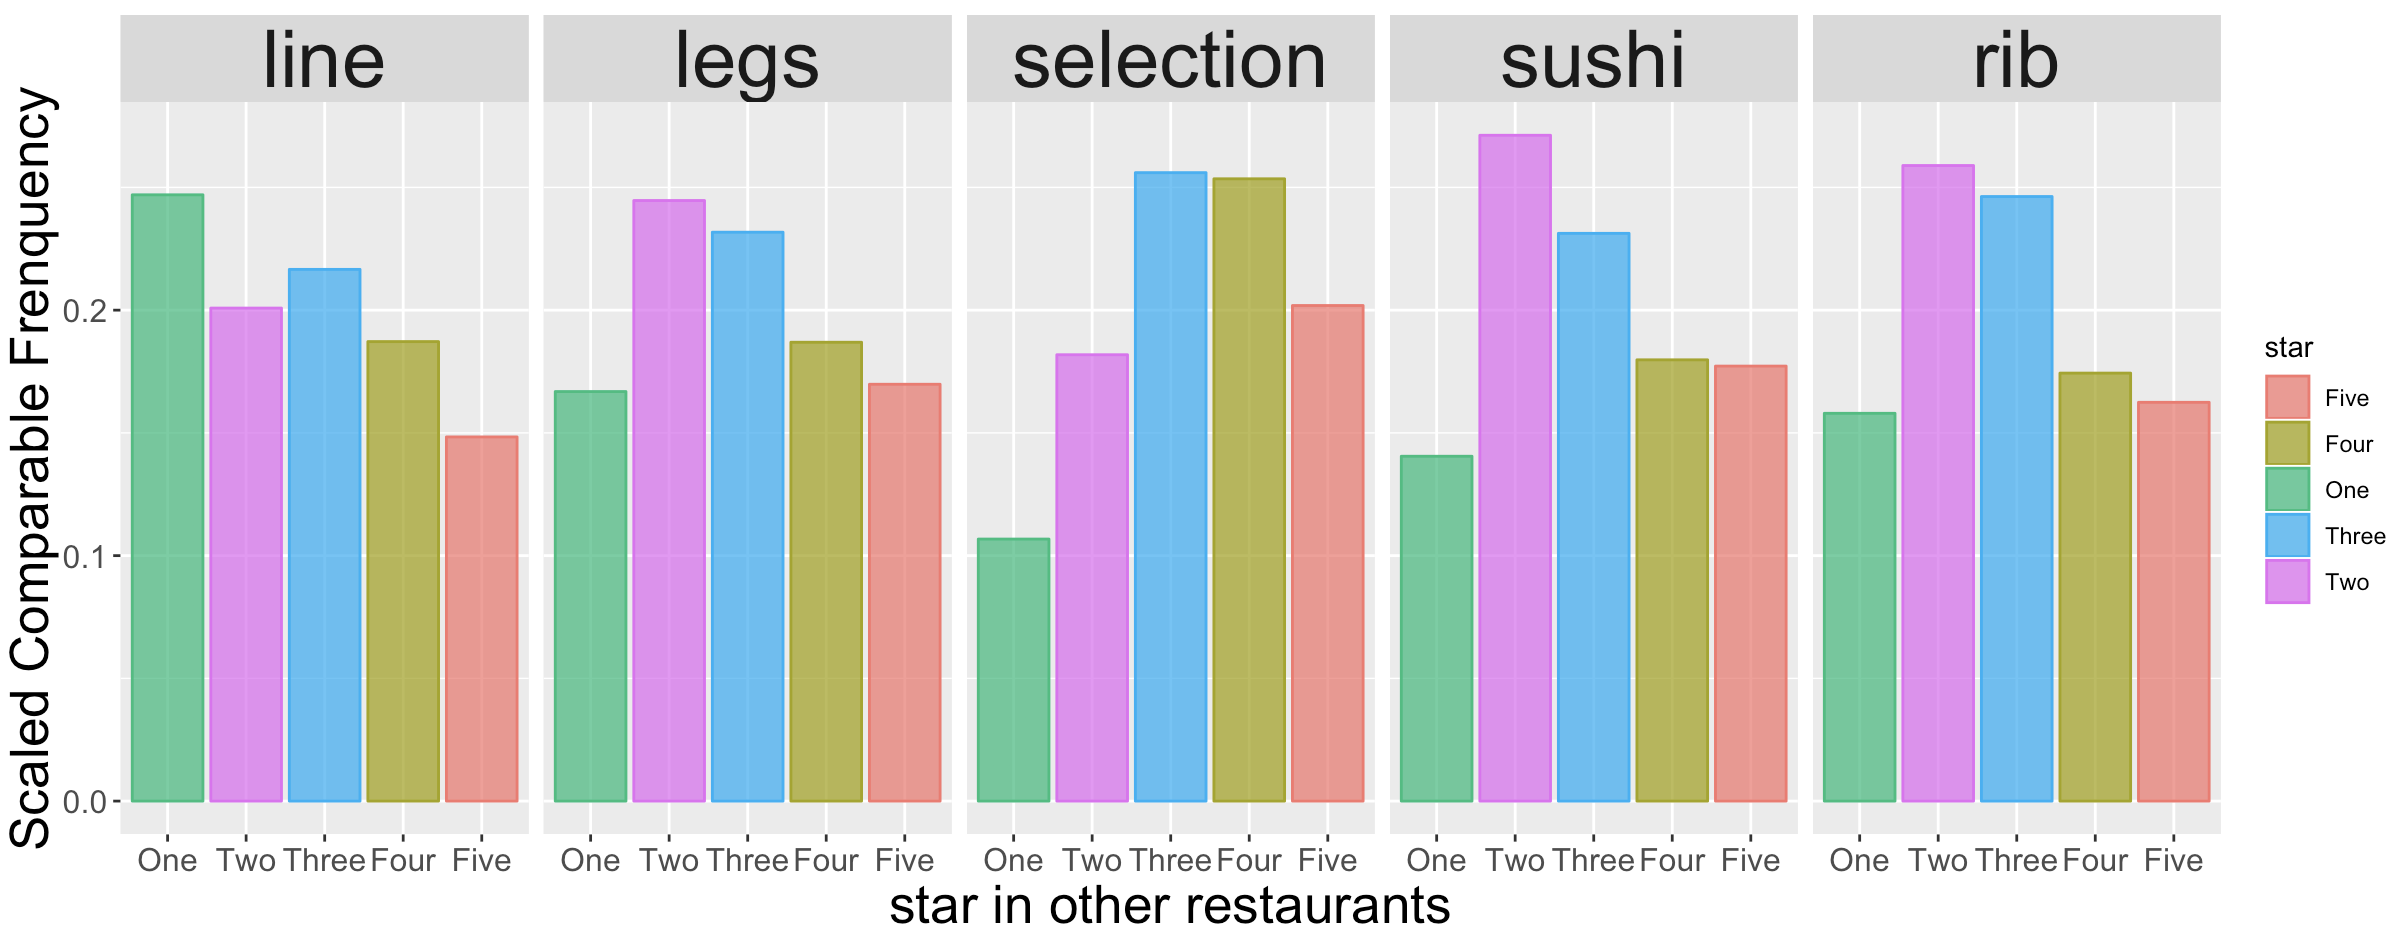 line legs selection sushi rib
Scaled Comparable Frenquency
0.2
0.1
0.0
One Two Three Four Five One Two Three Four Five One Two Three Four Five One Two Three Four Five One Two Three Four Five
star in other restaurants
star
Five
Four
One
Three
Two